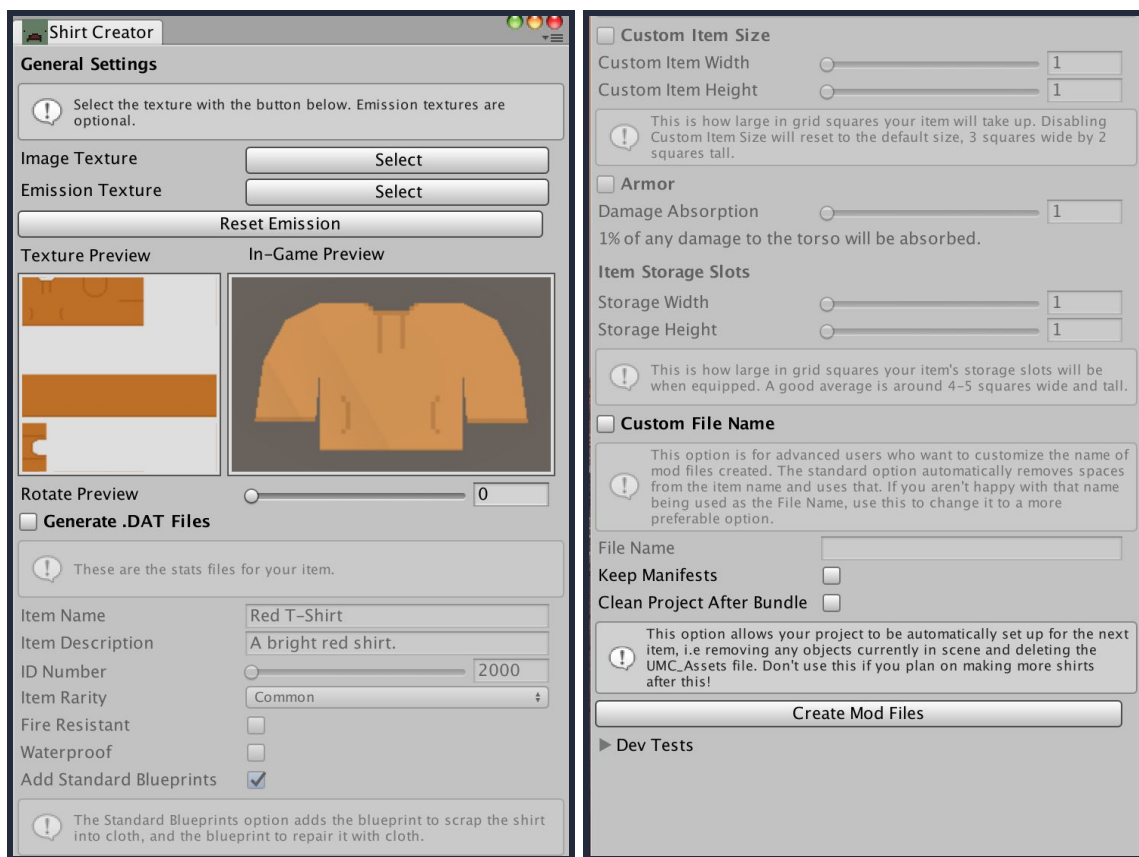 Shirt Creator
General Settings
Select the texture with the button below. Emission textures are
optional.
Image Texture
Select
Emission Texture
Select
Reset Emission
Texture Preview
In-Game Preview
Rotate Preview
0
Generate .DAT Files
These are the stats files for your item.
Item Name
Red T-Shirt
Item Description
A bright red shirt.
ID Number
2000
Item Rarity
Common
Fire Resistant
Waterproof
Add Standard Blueprints
The Standard Blueprints option adds the blueprint to scrap the shirt
into cloth, and the blueprint to repair it with cloth.
Custom Item Size
Custom Item Width
1
Custom Item Height
1
This is how large in grid squares your item will take up. Disabling
Custom Item Size will reset to the default size, 3 squares wide by 2
squares tall.
Armor
Damage Absorption
1
1% of any damage to the torso will be absorbed.
Item Storage Slots
Storage Width
1
Storage Height
1
This is how large in grid squares your item's storage slots will be
when equipped. A good average is around 4-5 squares wide and tall.
Custom File Name
This option is for advanced users who want to customize the name of
mod files created. The standard option automatically removes spaces
from the item name and uses that. If you aren't happy with that name
being used as the File Name, use this to change it to a more
preferable option.
File Name
Keep Manifests
Clean Project After Bundle
This option allows your project to be automatically set up for the next
item, i.e removing any objects currently in scene and deleting the
UMC_Assets file. Don't use this if you plan on making more shirts
after this!
Create Mod Files
Dev Tests